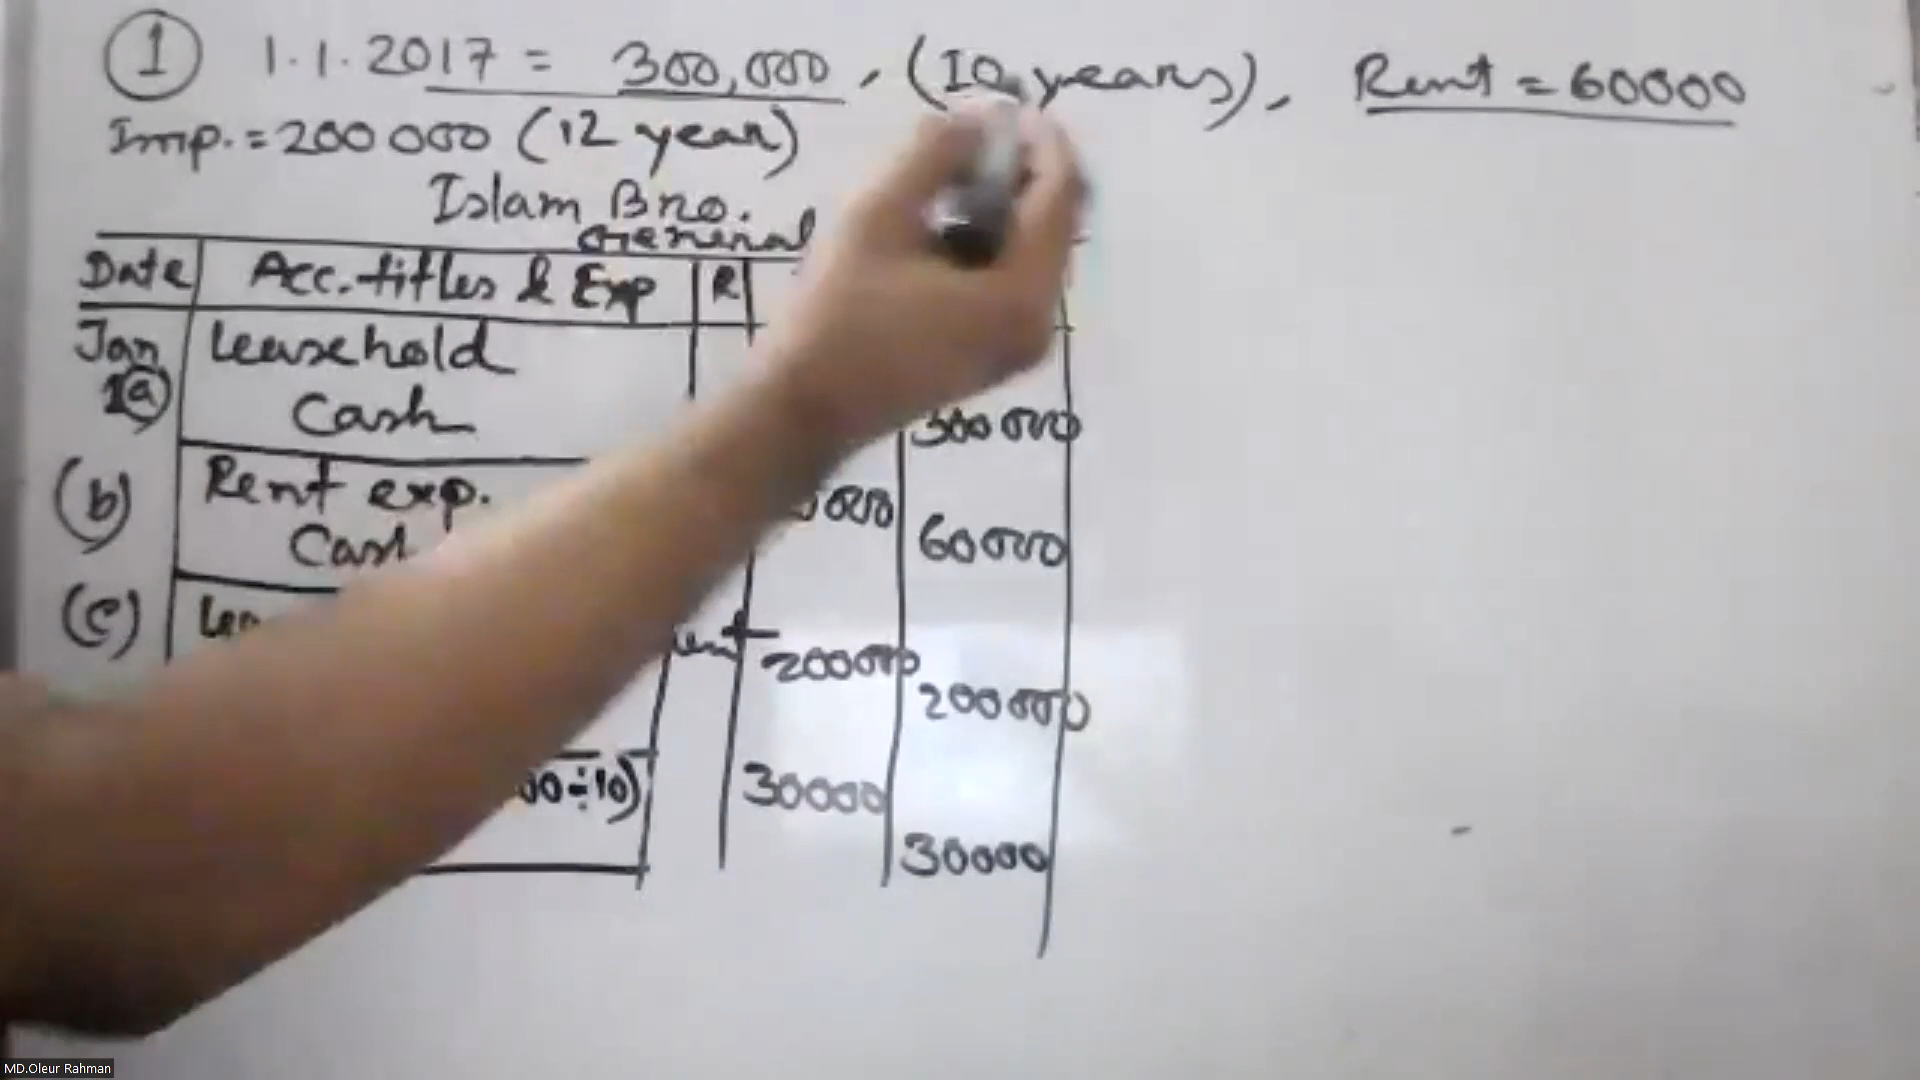 ① 1.1.2017 = 300,000, (10 years), Rent = 60000
Imp. = 200000 (12 year)
Islam Bro.
General
Date Acc. titles & Exp R
Jan Leasehold
1(a) Cash 300000
(b) Rent exp.
Cash 60000
(c) 200000
200000
÷10) 30000
30000
MD.Oleur Rahman